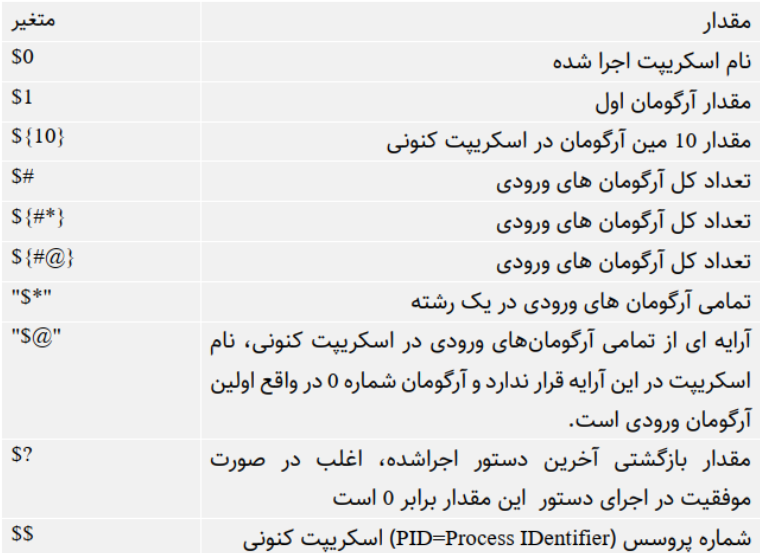 مقدار متغیر
نام اسکریپت اجرا شده $0
مقدار آرگومان اول $1
مقدار 10 مین آرگومان در اسکریپت کنونی ${10}
تعداد کل آرگومان های ورودی $#
تعداد کل آرگومان های ورودی ${#*}
تعداد کل آرگومان های ورودی ${#@}
تمامی آرگومان های ورودی در یک رشته "$*"
آرایه ای از تمامی آرگومان‌های ورودی در اسکریپت کنونی، نام "$@"
اسکریپت در این آرایه قرار ندارد و آرگومان شماره 0 در واقع اولین
آرگومان ورودی است.
مقدار بازگشتی آخرین دستور اجراشده، اغلب در صورت $?
موفقیت در اجرای دستور این مقدار برابر 0 است
شماره پروسس (PID=Process IDentifier) اسکریپت کنونی $$